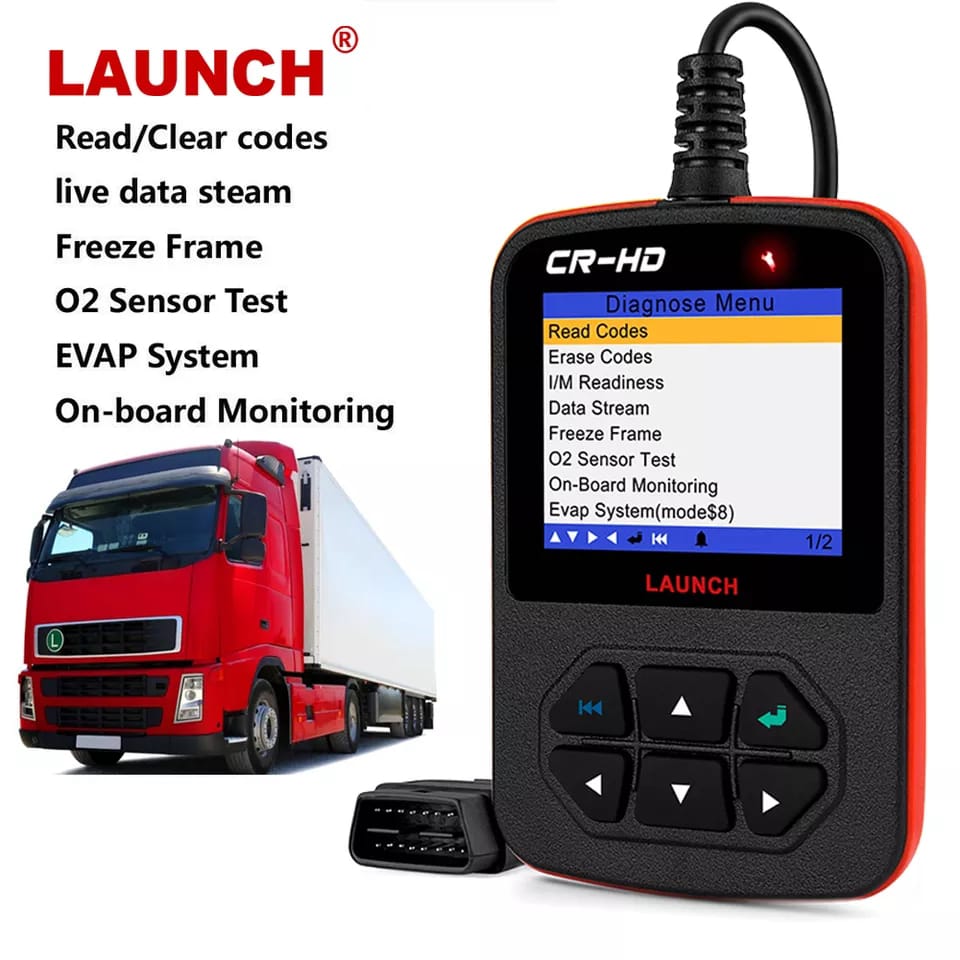 LAUNCH®
Read/Clear codes
live data steam
Freeze Frame
O2 Sensor Test
EVAP System
On-board Monitoring
L
CR-HD
Diagnose Menu
Read Codes
Erase Codes
I/M Readiness
Data Stream
Freeze Frame
O2 Sensor Test
On-Board Monitoring
Evap System(mode$8)
1/2
LAUNCH